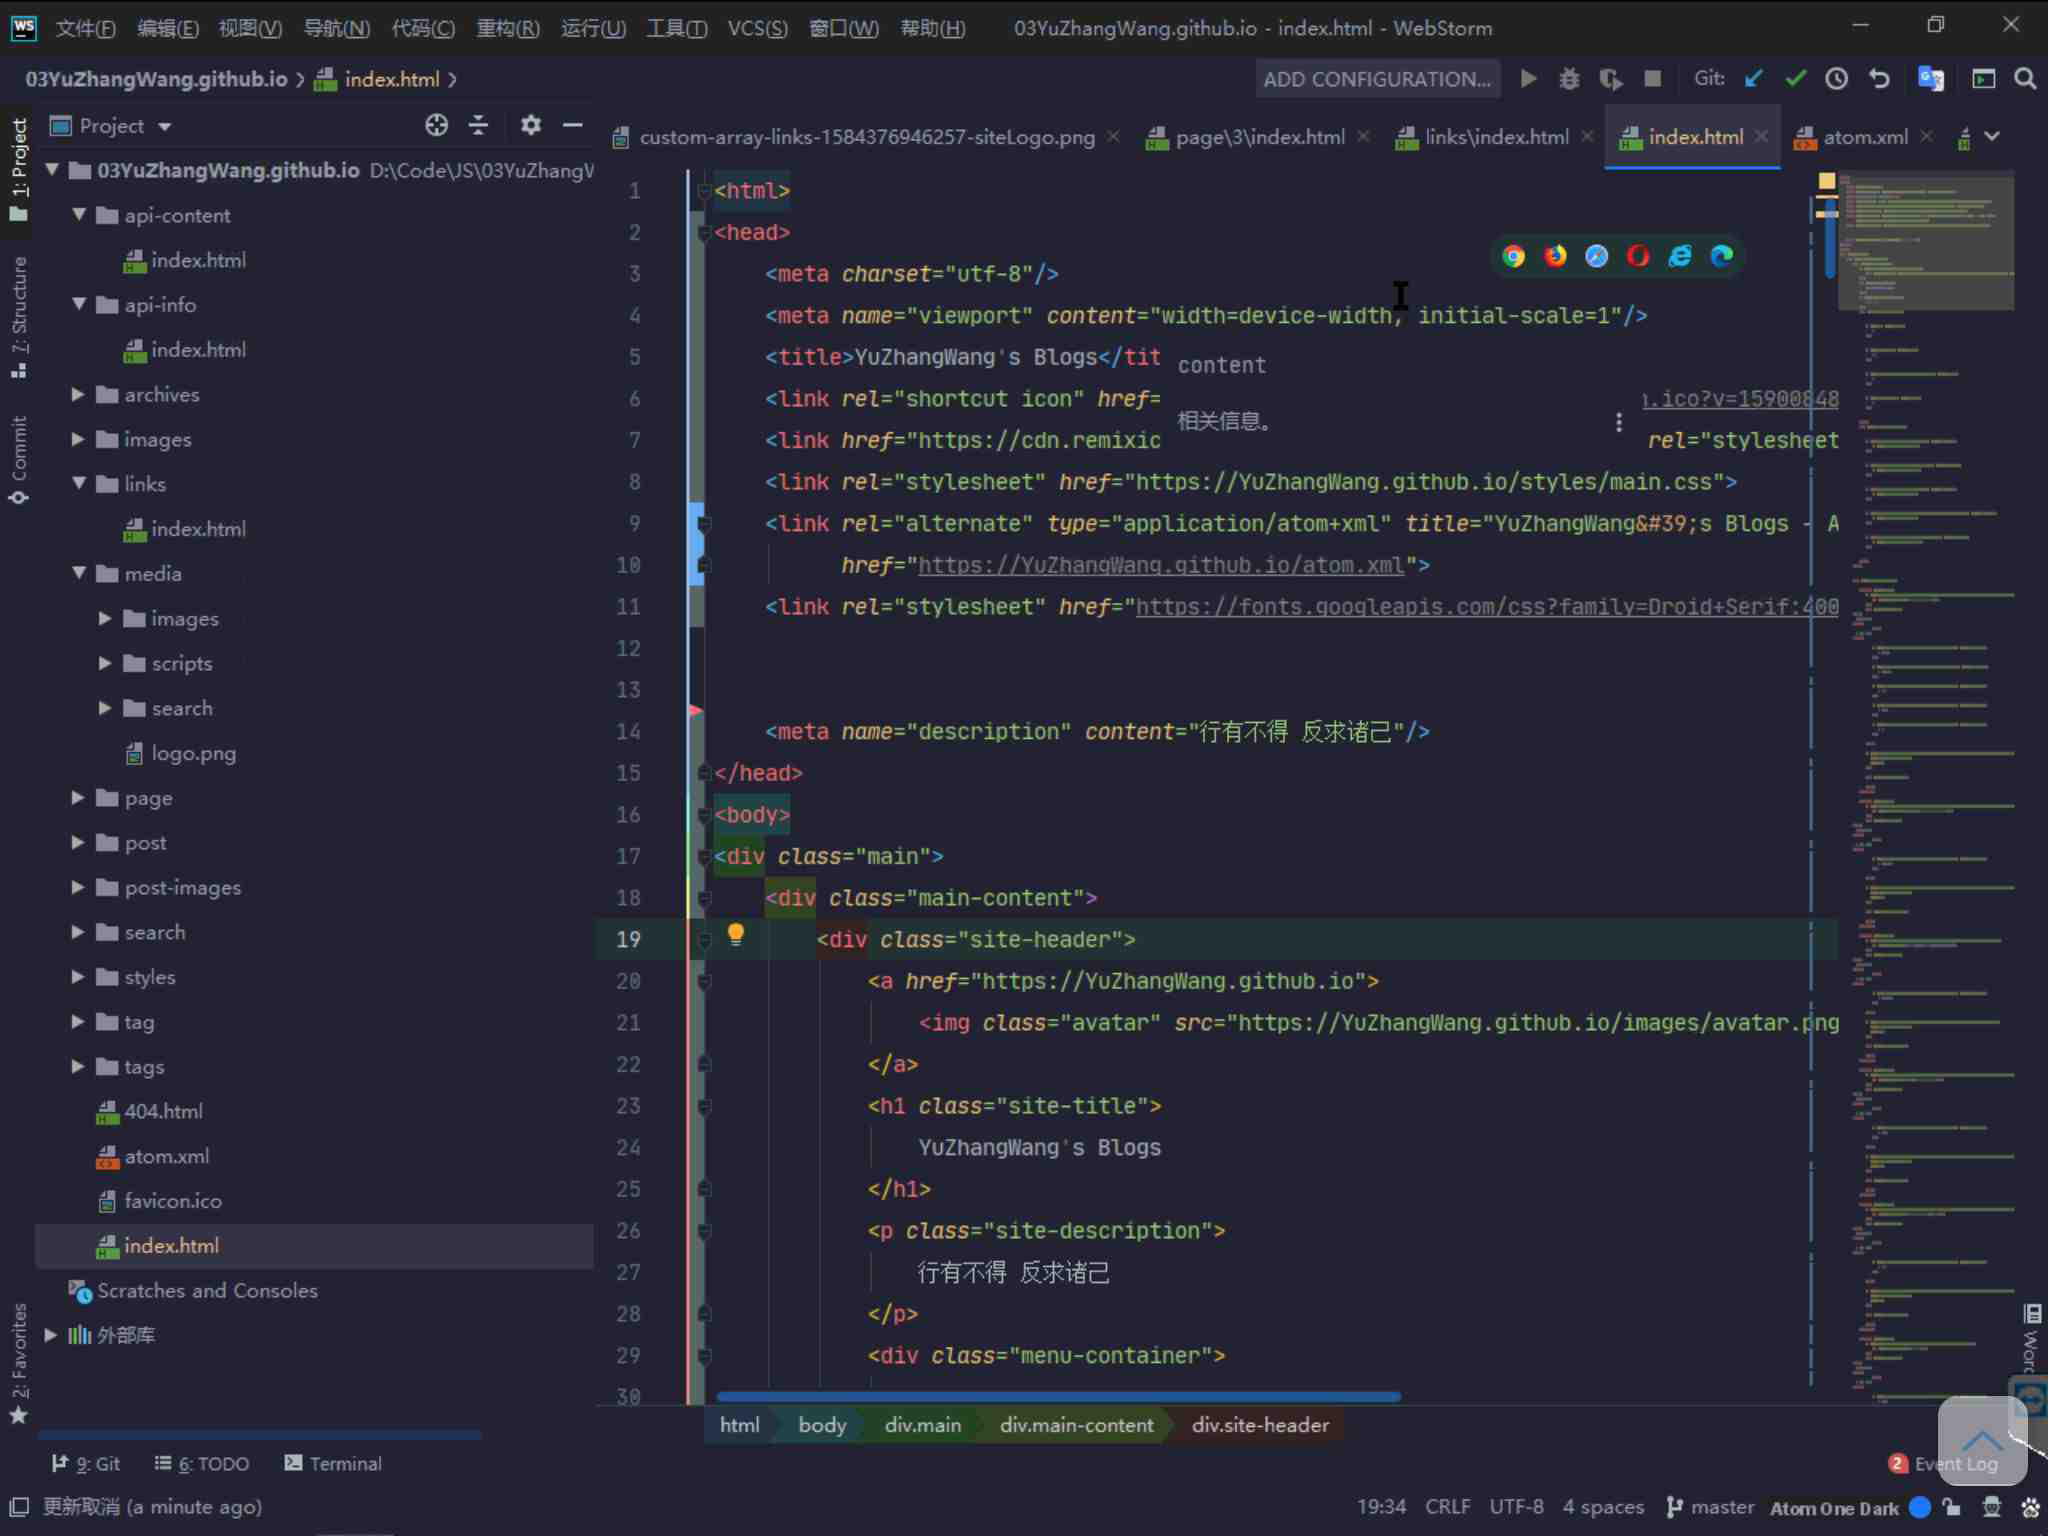 WS 文件(F) 编辑(E) 视图(V) 导航(N) 代码(C) 重构(R) 运行(U) 工具(T) VCS(S) 窗口(W) 帮助(H) 03YuZhangWang.github.io - index.html - WebStorm
03YuZhangWang.github.io index.html ADD CONFIGURATION... Git:
Project
custom-array-links-1584376946257-siteLogo.png page\3\index.html links\index.html index.html atom.xml
1: Project
7: Structure
Commit
2: Favorites
03YuZhangWang.github.io D:\Code\JS\03YuZhangW
api-content
index.html
api-info
index.html
archives
images
links
index.html
media
images
scripts
search
logo.png
page
post
post-images
search
styles
tag
tags
404.html
atom.xml
favicon.ico
index.html
Scratches and Consoles
外部库
1 <html>
2 <head>
3 <meta charset="utf-8"/>
4 <meta name="viewport" content="width=device-width, initial-scale=1"/>
5 <title>YuZhangWang's Blogs</tit
6 <link rel="shortcut icon" href= .ico?v=15900848
7 <link href="https://cdn.remixic rel="stylesheet
content
相关信息。
8 <link rel="stylesheet" href="https://YuZhangWang.github.io/styles/main.css">
9 <link rel="alternate" type="application/atom+xml" title="YuZhangWang&#39;s Blogs - A
10 href="https://YuZhangWang.github.io/atom.xml">
11 <link rel="stylesheet" href="https://fonts.googleapis.com/css?family=Droid+Serif:400
12
13
14 <meta name="description" content="行有不得 反求诸己"/>
15 </head>
16 <body>
17 <div class="main">
18 <div class="main-content">
19 <div class="site-header">
20 <a href="https://YuZhangWang.github.io">
21 <img class="avatar" src="https://YuZhangWang.github.io/images/avatar.png
22 </a>
23 <h1 class="site-title">
24 YuZhangWang's Blogs
25 </h1>
26 <p class="site-description">
27 行有不得 反求诸己
28 </p>
29 <div class="menu-container">
30
html body div.main div.main-content div.site-header
9: Git 6: TODO Terminal 2 Event Log
更新取消 (a minute ago) 19:34 CRLF UTF-8 4 spaces master Atom One Dark